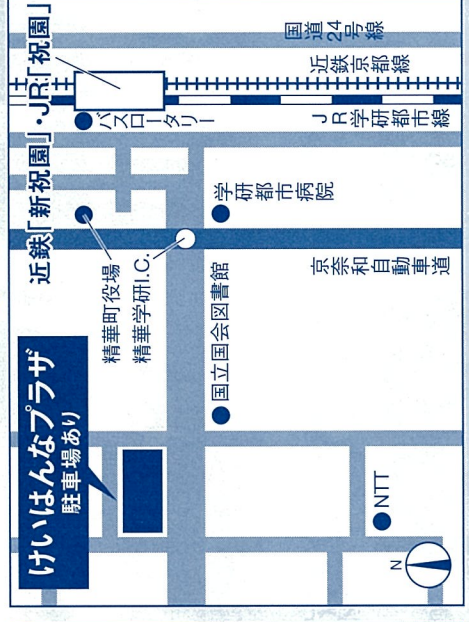 近鉄「新祝園」・JR「祝園」
国道24号線
近鉄京都線
JR学研都市線
バスロータリー
学研都市病院
京奈和自動車道
精華町役場
精華学研I.C.
国立国会図書館
けいはんなプラザ
駐車場あり
NTT
N